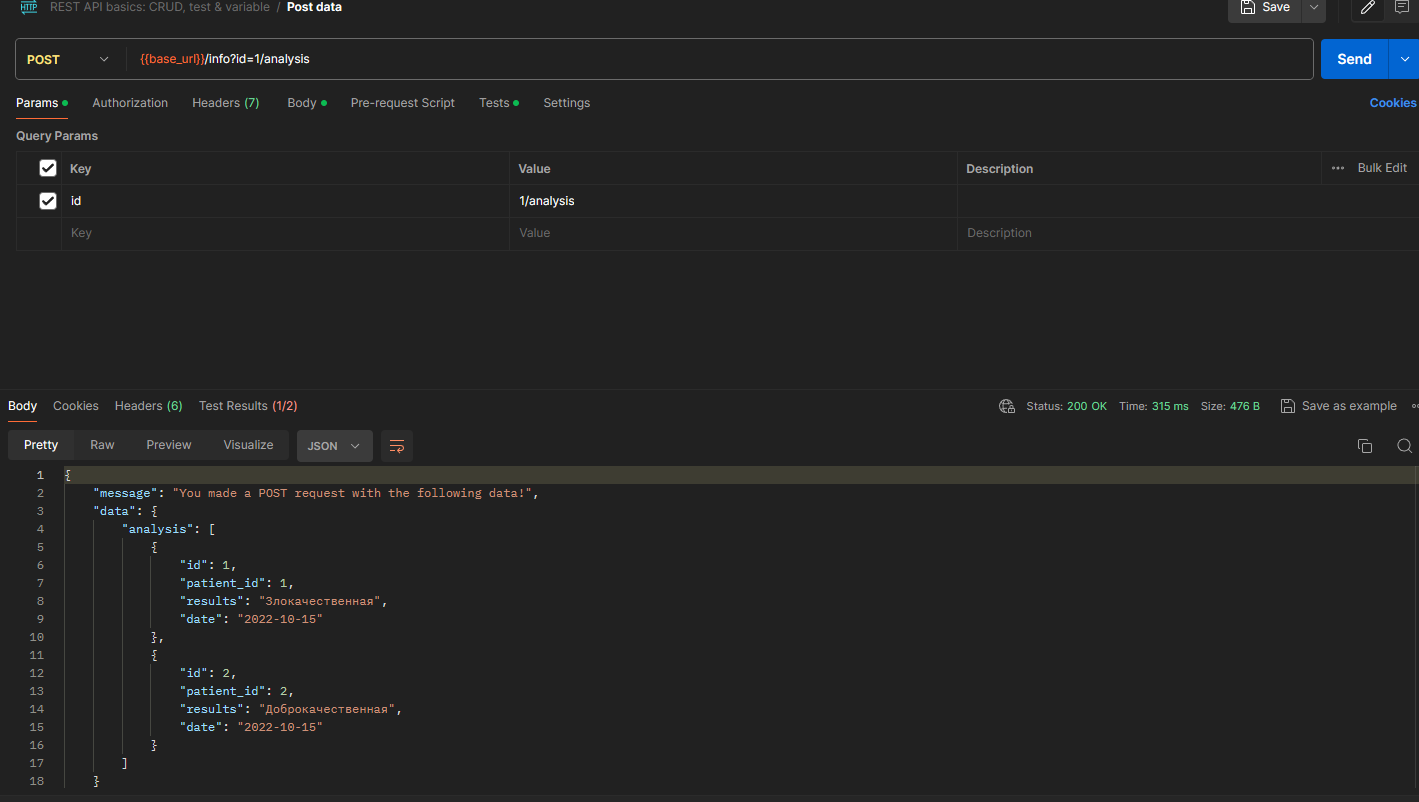 HTTP REST API basics: CRUD, test & variable / Post data Save
POST {{base_url}}/info?id=1/analysis Send
Params Authorization Headers (7) Body Pre-request Script Tests Settings Cookies
Query Params
Key Value Description ••• Bulk Edit
id 1/analysis
Key Value Description
Body Cookies Headers (6) Test Results (1/2) Status: 200 OK Time: 315 ms Size: 476 B Save as example
Pretty Raw Preview Visualize JSON
1 {
2 "message": "You made a POST request with the following data!",
3 "data": {
4 "analysis": [
5 {
6 "id": 1,
7 "patient_id": 1,
8 "results": "Злокачественная",
9 "date": "2022-10-15"
10 },
11 {
12 "id": 2,
13 "patient_id": 2,
14 "results": "Доброкачественная",
15 "date": "2022-10-15"
16 }
17 ]
18 }